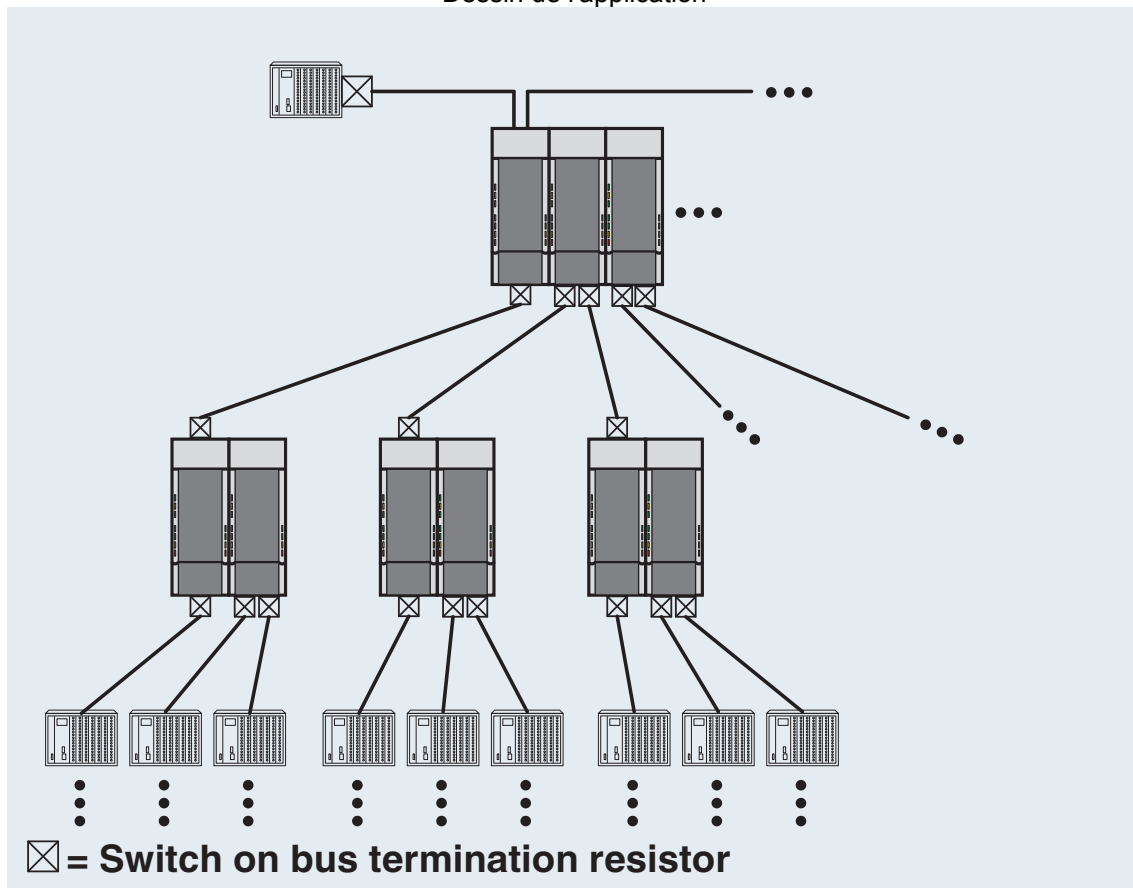 Dessin de l'application
= Switch on bus termination resistor